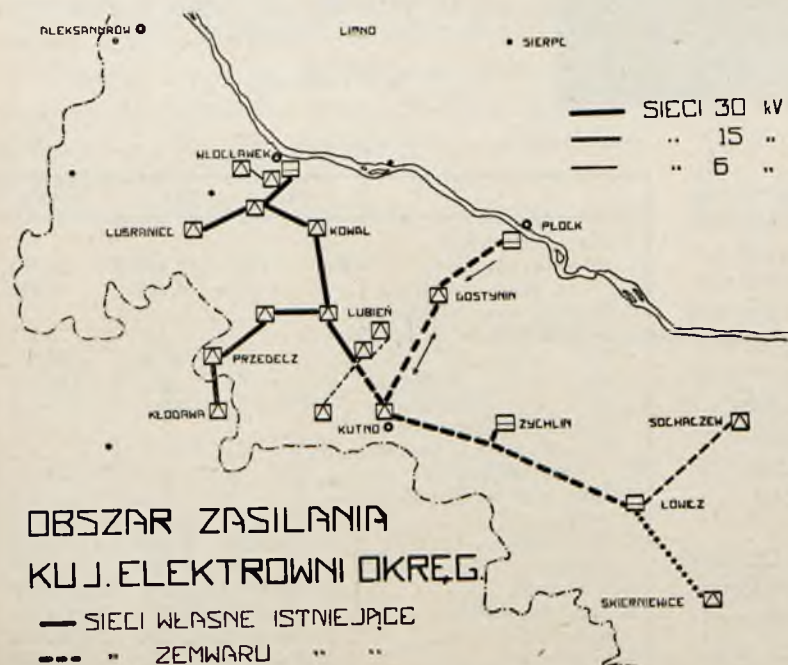 ALEKSANDRÓW
LIPNO
SIERPC
SIECI 30 kV
" 15 "
" 6 "
WŁOCŁAWEK
LUBRANIEC
KOWAL
PŁOCK
GOSTYNIN
LUBIEŃ
PRZEDECZ
KŁODAWA
KUTNO
ŻYCHLIN
SOCHACZEW
ŁOWICZ
SKIERNIEWICE
OBSZAR ZASILANIA
KUJ. ELEKTROWNI OKRĘG.
SIECI WŁASNE ISTNIEJĄCE
" ZEMWARU " "